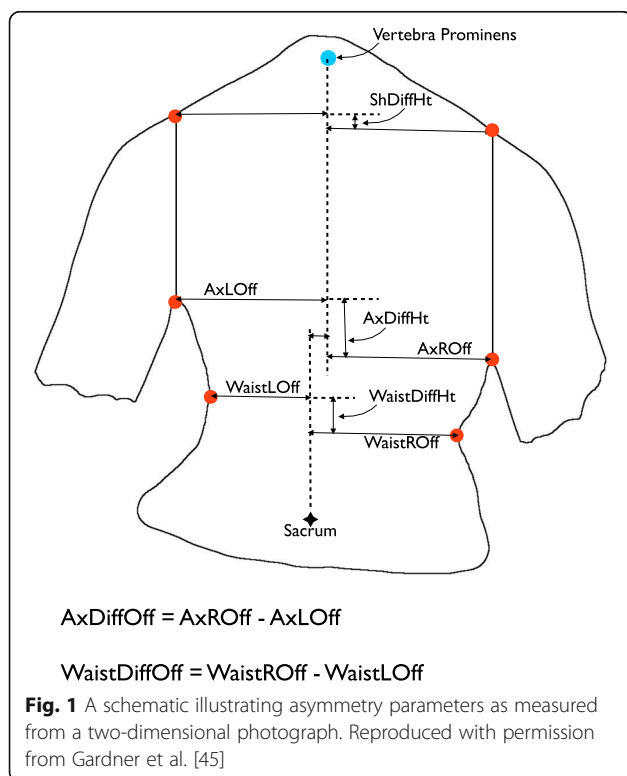 Vertebra Prominens
ShDiffHt
AxLOff
AxDiffHt
AxROff
WaistLOff
WaistDiffHt
WaistROff
Sacrum
AxDiffOff = AxROff - AxLOff
WaistDiffOff = WaistROff - WaistLOff
Fig. 1 A schematic illustrating asymmetry parameters as measured
from a two-dimensional photograph. Reproduced with permission
from Gardner et al. [45]